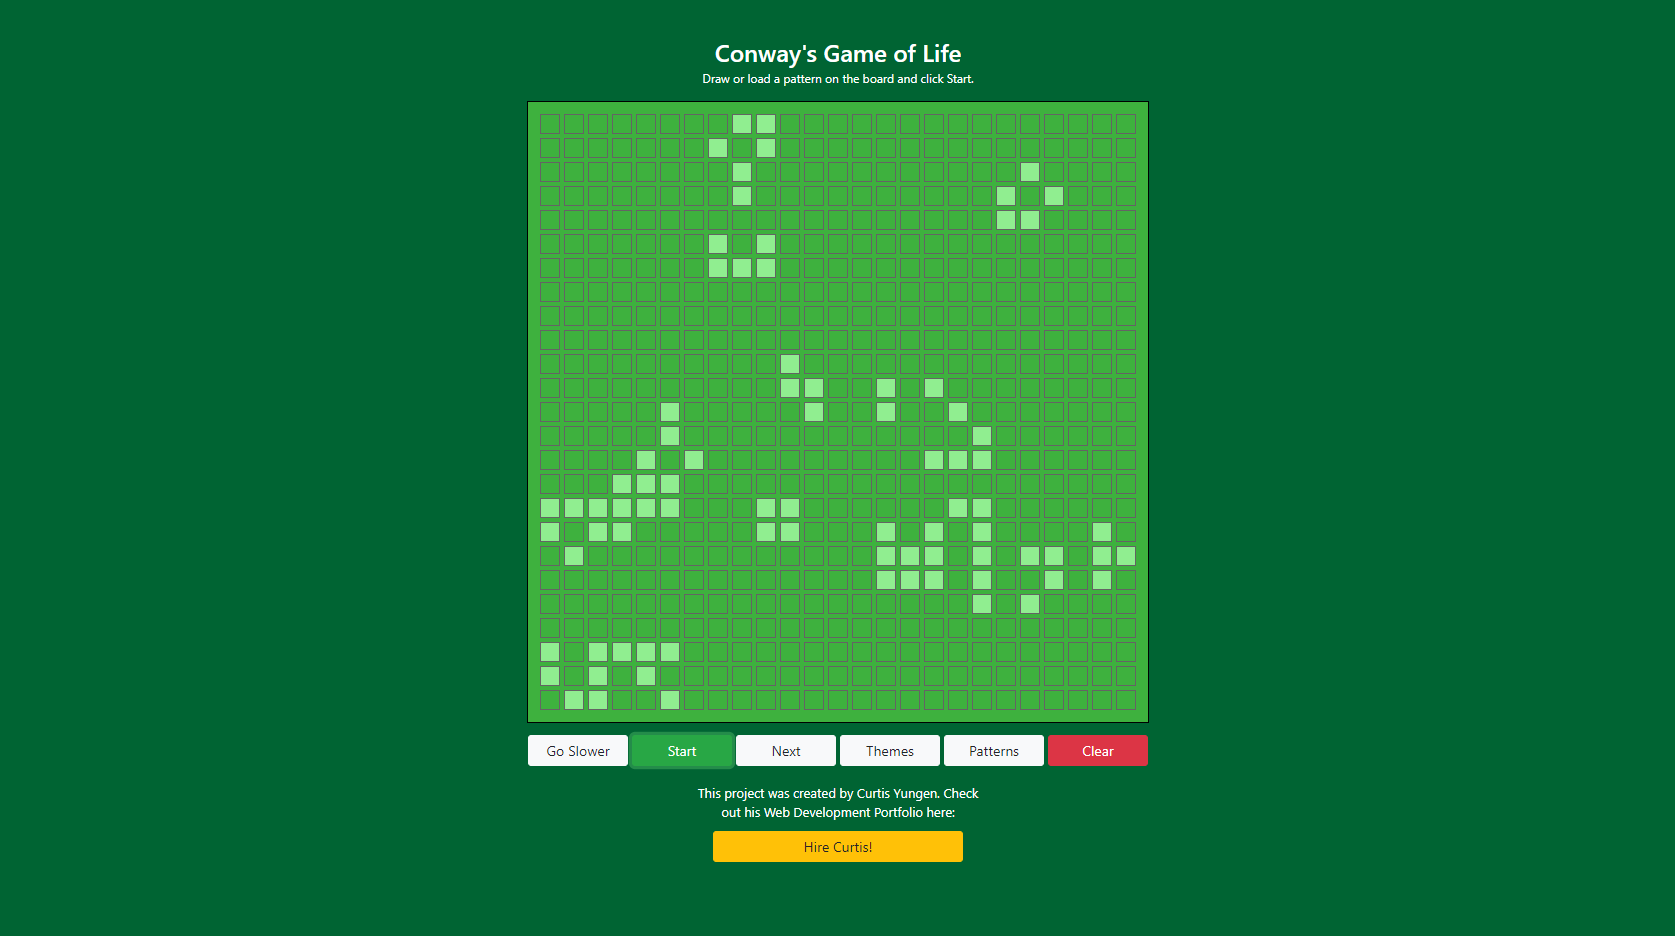 Conway's Game of Life
Draw or load a pattern on the board and click Start.
Go Slower
Start
Next
Themes
Patterns
Clear
This project was created by Curtis Yungen. Check
out his Web Development Portfolio here:
Hire Curtis!